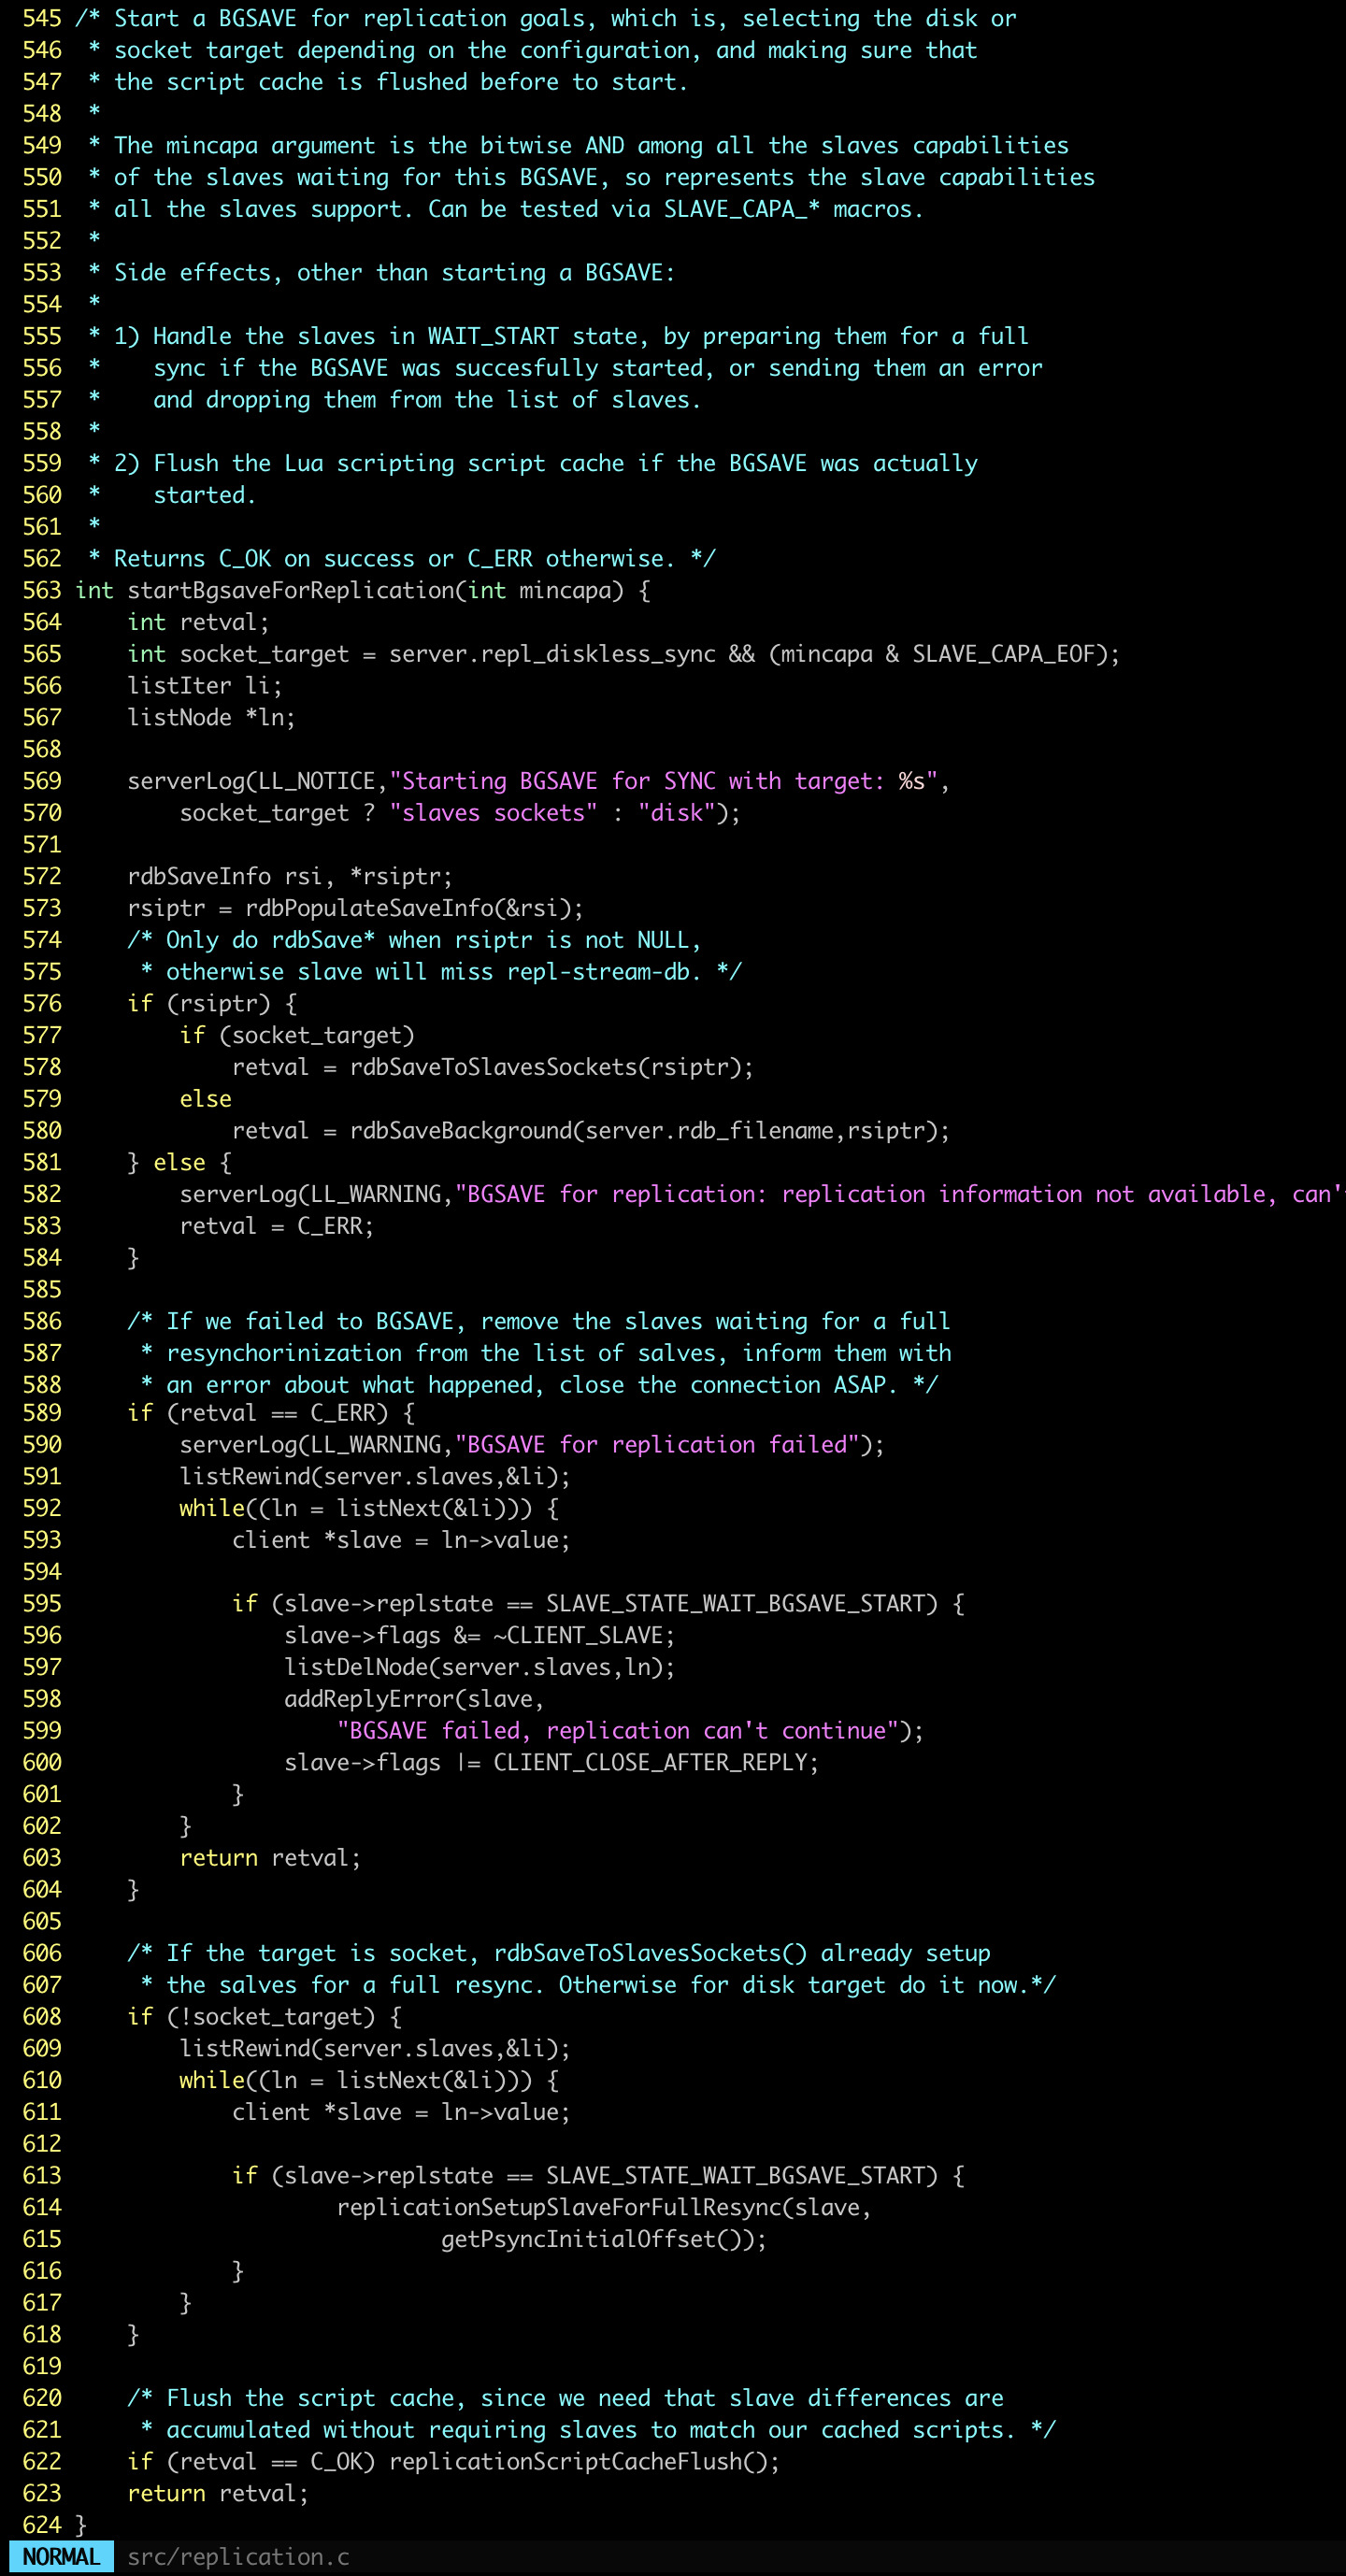 545 /* Start a BGSAVE for replication goals, which is, selecting the disk or
546  * socket target depending on the configuration, and making sure that
547  * the script cache is flushed before to start.
548  *
549  * The mincapa argument is the bitwise AND among all the slaves capabilities
550  * of the slaves waiting for this BGSAVE, so represents the slave capabilities
551  * all the slaves support. Can be tested via SLAVE_CAPA_* macros.
552  *
553  * Side effects, other than starting a BGSAVE:
554  *
555  * 1) Handle the slaves in WAIT_START state, by preparing them for a full
556  *    sync if the BGSAVE was succesfully started, or sending them an error
557  *    and dropping them from the list of slaves.
558  *
559  * 2) Flush the Lua scripting script cache if the BGSAVE was actually
560  *    started.
561  *
562  * Returns C_OK on success or C_ERR otherwise. */
563 int startBgsaveForReplication(int mincapa) {
564     int retval;
565     int socket_target = server.repl_diskless_sync && (mincapa & SLAVE_CAPA_EOF);
566     listIter li;
567     listNode *ln;
568
569     serverLog(LL_NOTICE,"Starting BGSAVE for SYNC with target: %s",
570         socket_target ? "slaves sockets" : "disk");
571
572     rdbSaveInfo rsi, *rsiptr;
573     rsiptr = rdbPopulateSaveInfo(&rsi);
574     /* Only do rdbSave* when rsiptr is not NULL,
575      * otherwise slave will miss repl-stream-db. */
576     if (rsiptr) {
577         if (socket_target)
578             retval = rdbSaveToSlavesSockets(rsiptr);
579         else
580             retval = rdbSaveBackground(server.rdb_filename,rsiptr);
581     } else {
582         serverLog(LL_WARNING,"BGSAVE for replication: replication information not available, can'
583         retval = C_ERR;
584     }
585
586     /* If we failed to BGSAVE, remove the slaves waiting for a full
587      * resynchorinization from the list of salves, inform them with
588      * an error about what happened, close the connection ASAP. */
589     if (retval == C_ERR) {
590         serverLog(LL_WARNING,"BGSAVE for replication failed");
591         listRewind(server.slaves,&li);
592         while((ln = listNext(&li))) {
593             client *slave = ln->value;
594
595             if (slave->replstate == SLAVE_STATE_WAIT_BGSAVE_START) {
596                 slave->flags &= ~CLIENT_SLAVE;
597                 listDelNode(server.slaves,ln);
598                 addReplyError(slave,
599                     "BGSAVE failed, replication can't continue");
600                 slave->flags |= CLIENT_CLOSE_AFTER_REPLY;
601             }
602         }
603         return retval;
604     }
605
606     /* If the target is socket, rdbSaveToSlavesSockets() already setup
607      * the salves for a full resync. Otherwise for disk target do it now.*/
608     if (!socket_target) {
609         listRewind(server.slaves,&li);
610         while((ln = listNext(&li))) {
611             client *slave = ln->value;
612
613             if (slave->replstate == SLAVE_STATE_WAIT_BGSAVE_START) {
614                     replicationSetupSlaveForFullResync(slave,
615                             getPsyncInitialOffset());
616             }
617         }
618     }
619
620     /* Flush the script cache, since we need that slave differences are
621      * accumulated without requiring slaves to match our cached scripts. */
622     if (retval == C_OK) replicationScriptCacheFlush();
623     return retval;
624 }
NORMAL src/replication.c